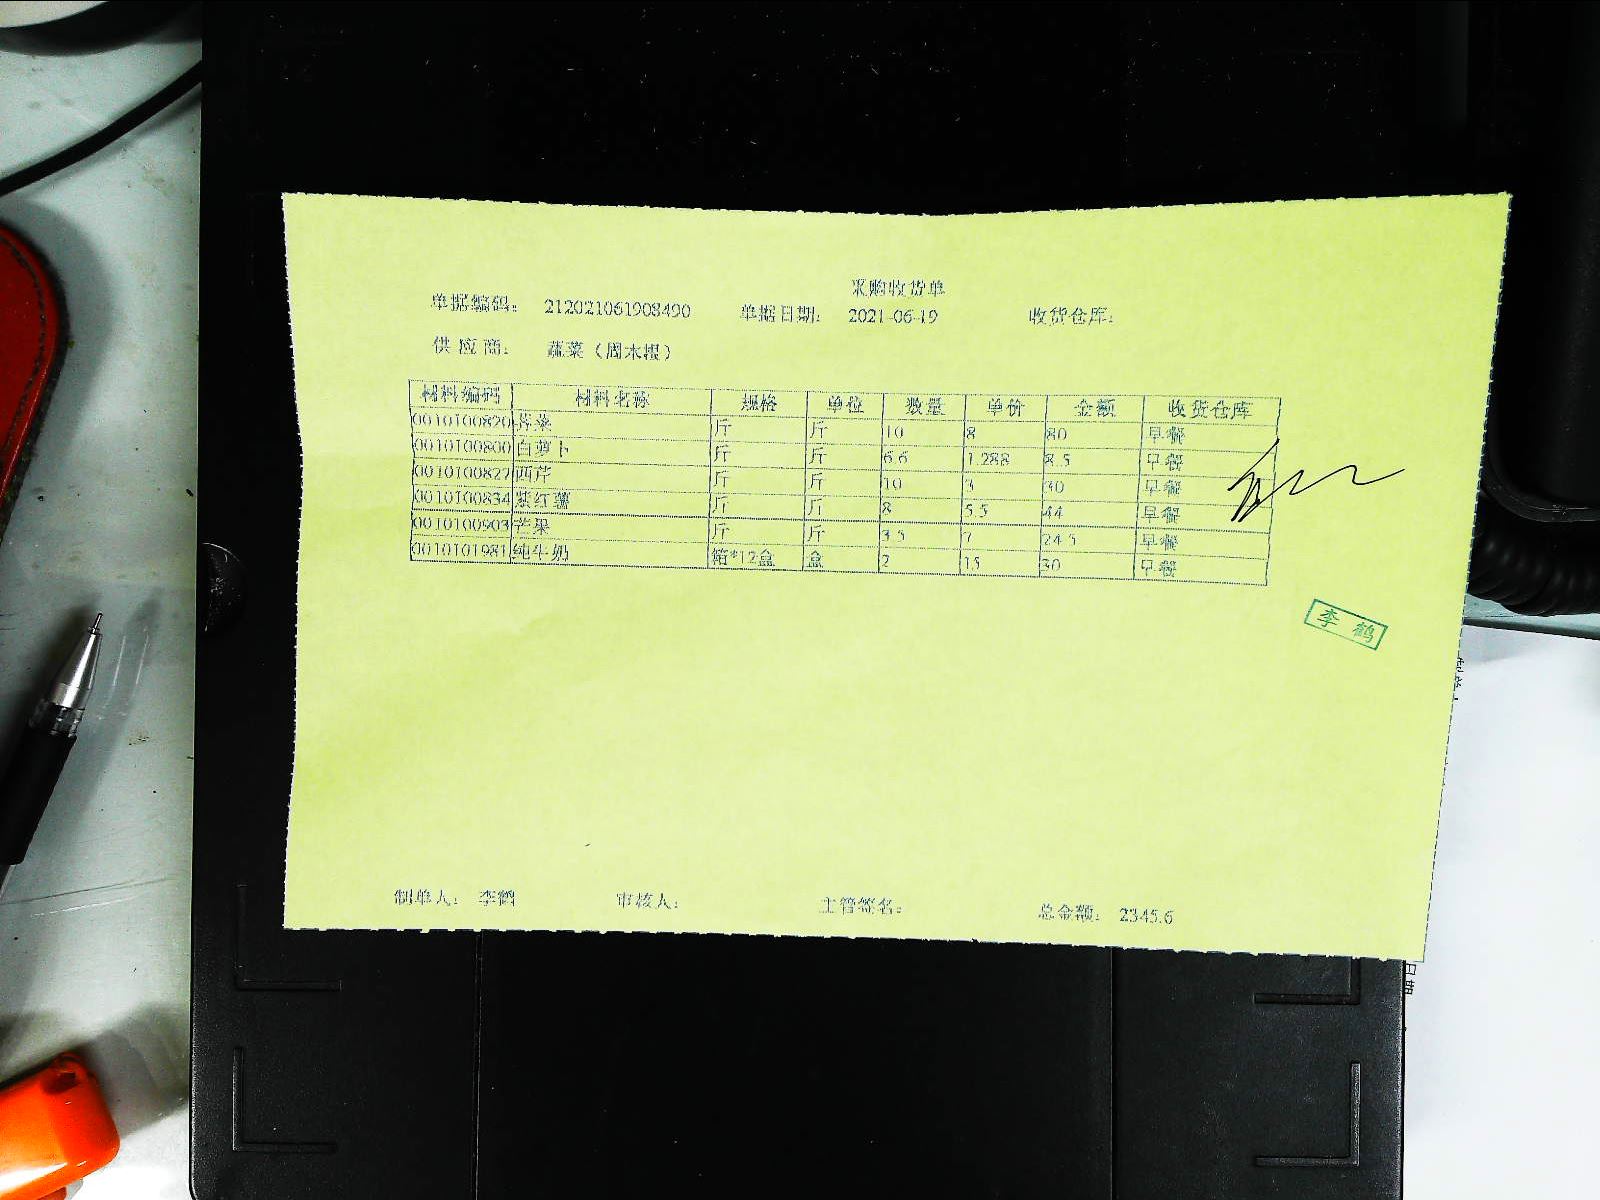 采购收货单
单据编码： 212021061908490 单据日期： 2021-06-19 收货仓库：
供应商： 蔬菜（周木根）
材料编码 材料名称 规格 单位 数量 单价 金额 收货仓库
0010100820 斤 斤 10 8 80 早餐
0010100800 白萝卜 斤 斤 6.6 1.288 8.5 早餐
0010100827 西芹 斤 斤 10 3 30 早餐
0010100834 紫红薯 斤 斤 8 5.5 44 早餐
0010100903 芒果 斤 斤 3.5 7 24.5 早餐
0010101981 纯牛奶 箱*12盒 盒 2 15 30 早餐
李鹤
制单人： 李鹤 审核人： 主管签名： 总金额： 2345.6
日期